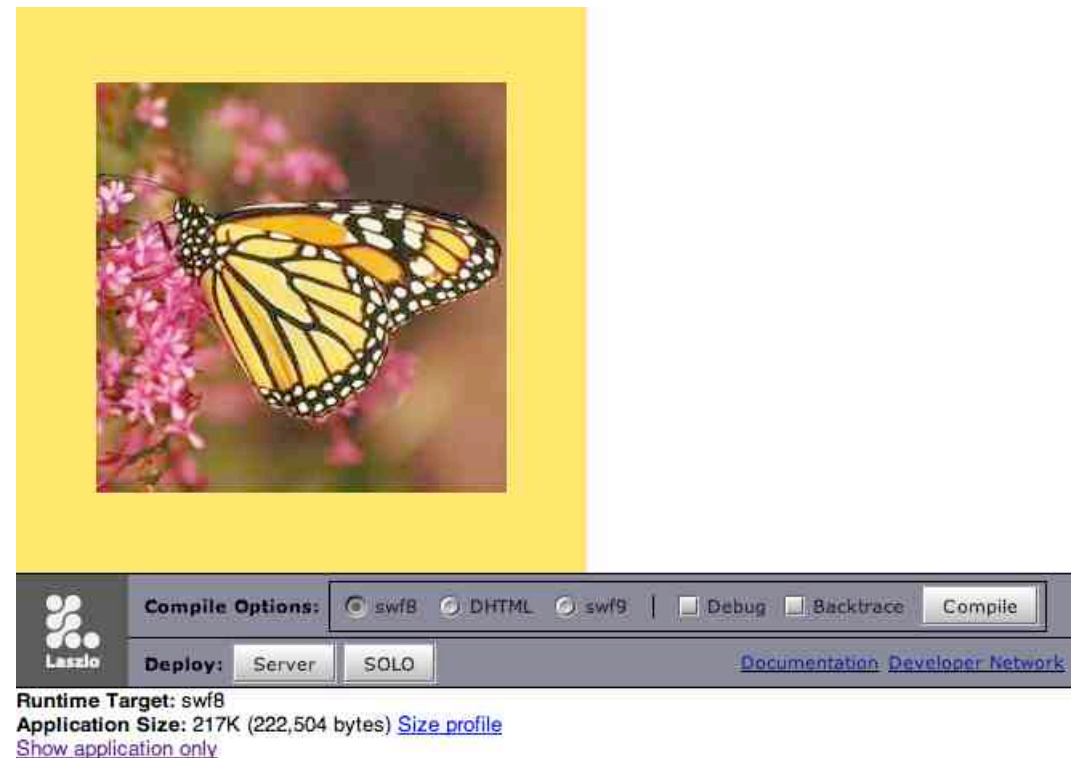 Compile Options: swf8 DHTML swf9 | Debug Backtrace Compile
Laszlo
Deploy: Server SOLO Documentation Developer Network
Runtime Target: swf8
Application Size: 217K (222,504 bytes) Size profile
Show application only